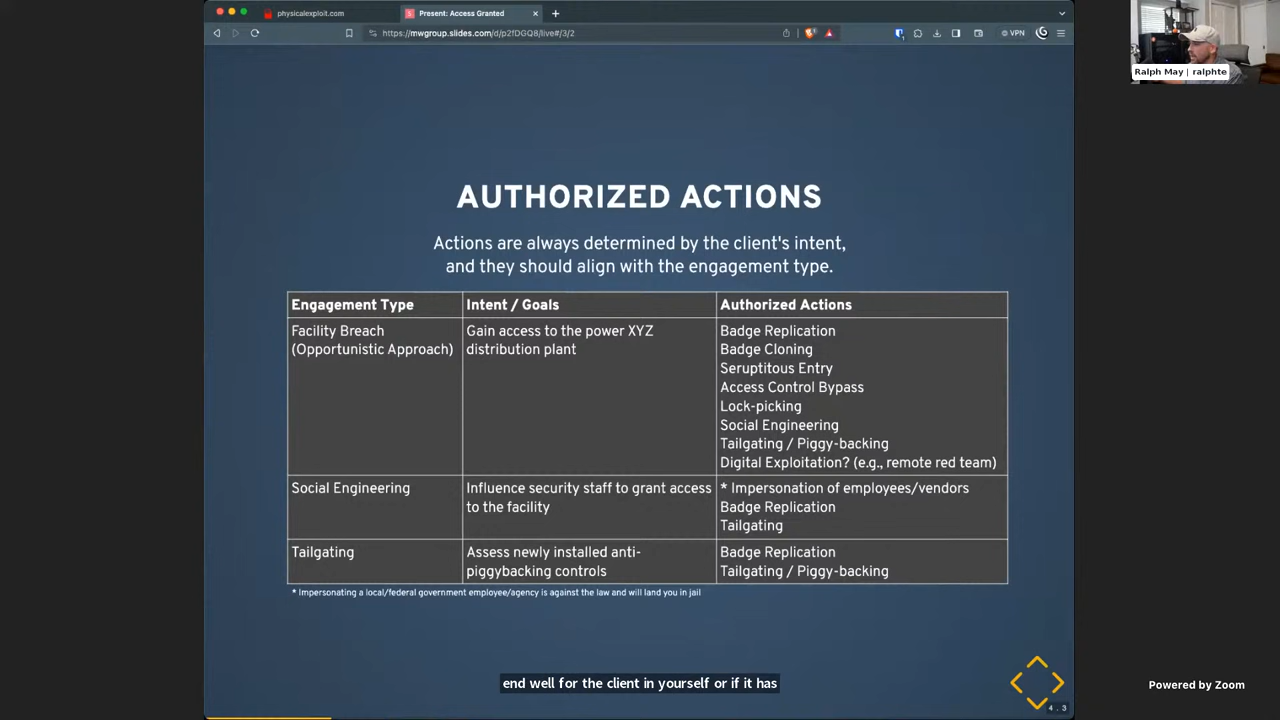 physicalexploit.com
Present: Access Granted
https://mwgroup.slides.com/d/p2fDGQ8/live#/3/2
VPN
Ralph May | ralphte
AUTHORIZED ACTIONS
Actions are always determined by the client's intent,
and they should align with the engagement type.
Engagement Type
Intent / Goals
Authorized Actions
Facility Breach
(Opportunistic Approach)
Gain access to the power XYZ
distribution plant
Badge Replication
Badge Cloning
Seruptitous Entry
Access Control Bypass
Lock-picking
Social Engineering
Tailgating / Piggy-backing
Digital Exploitation? (e.g., remote red team)
Social Engineering
Influence security staff to grant access
to the facility
* Impersonation of employees/vendors
Badge Replication
Tailgating
Tailgating
Assess newly installed anti-
piggybacking controls
Badge Replication
Tailgating / Piggy-backing
* Impersonating a local/federal government employee/agency is against the law and will land you in jail
end well for the client in yourself or if it has
Powered by Zoom
4 . 3